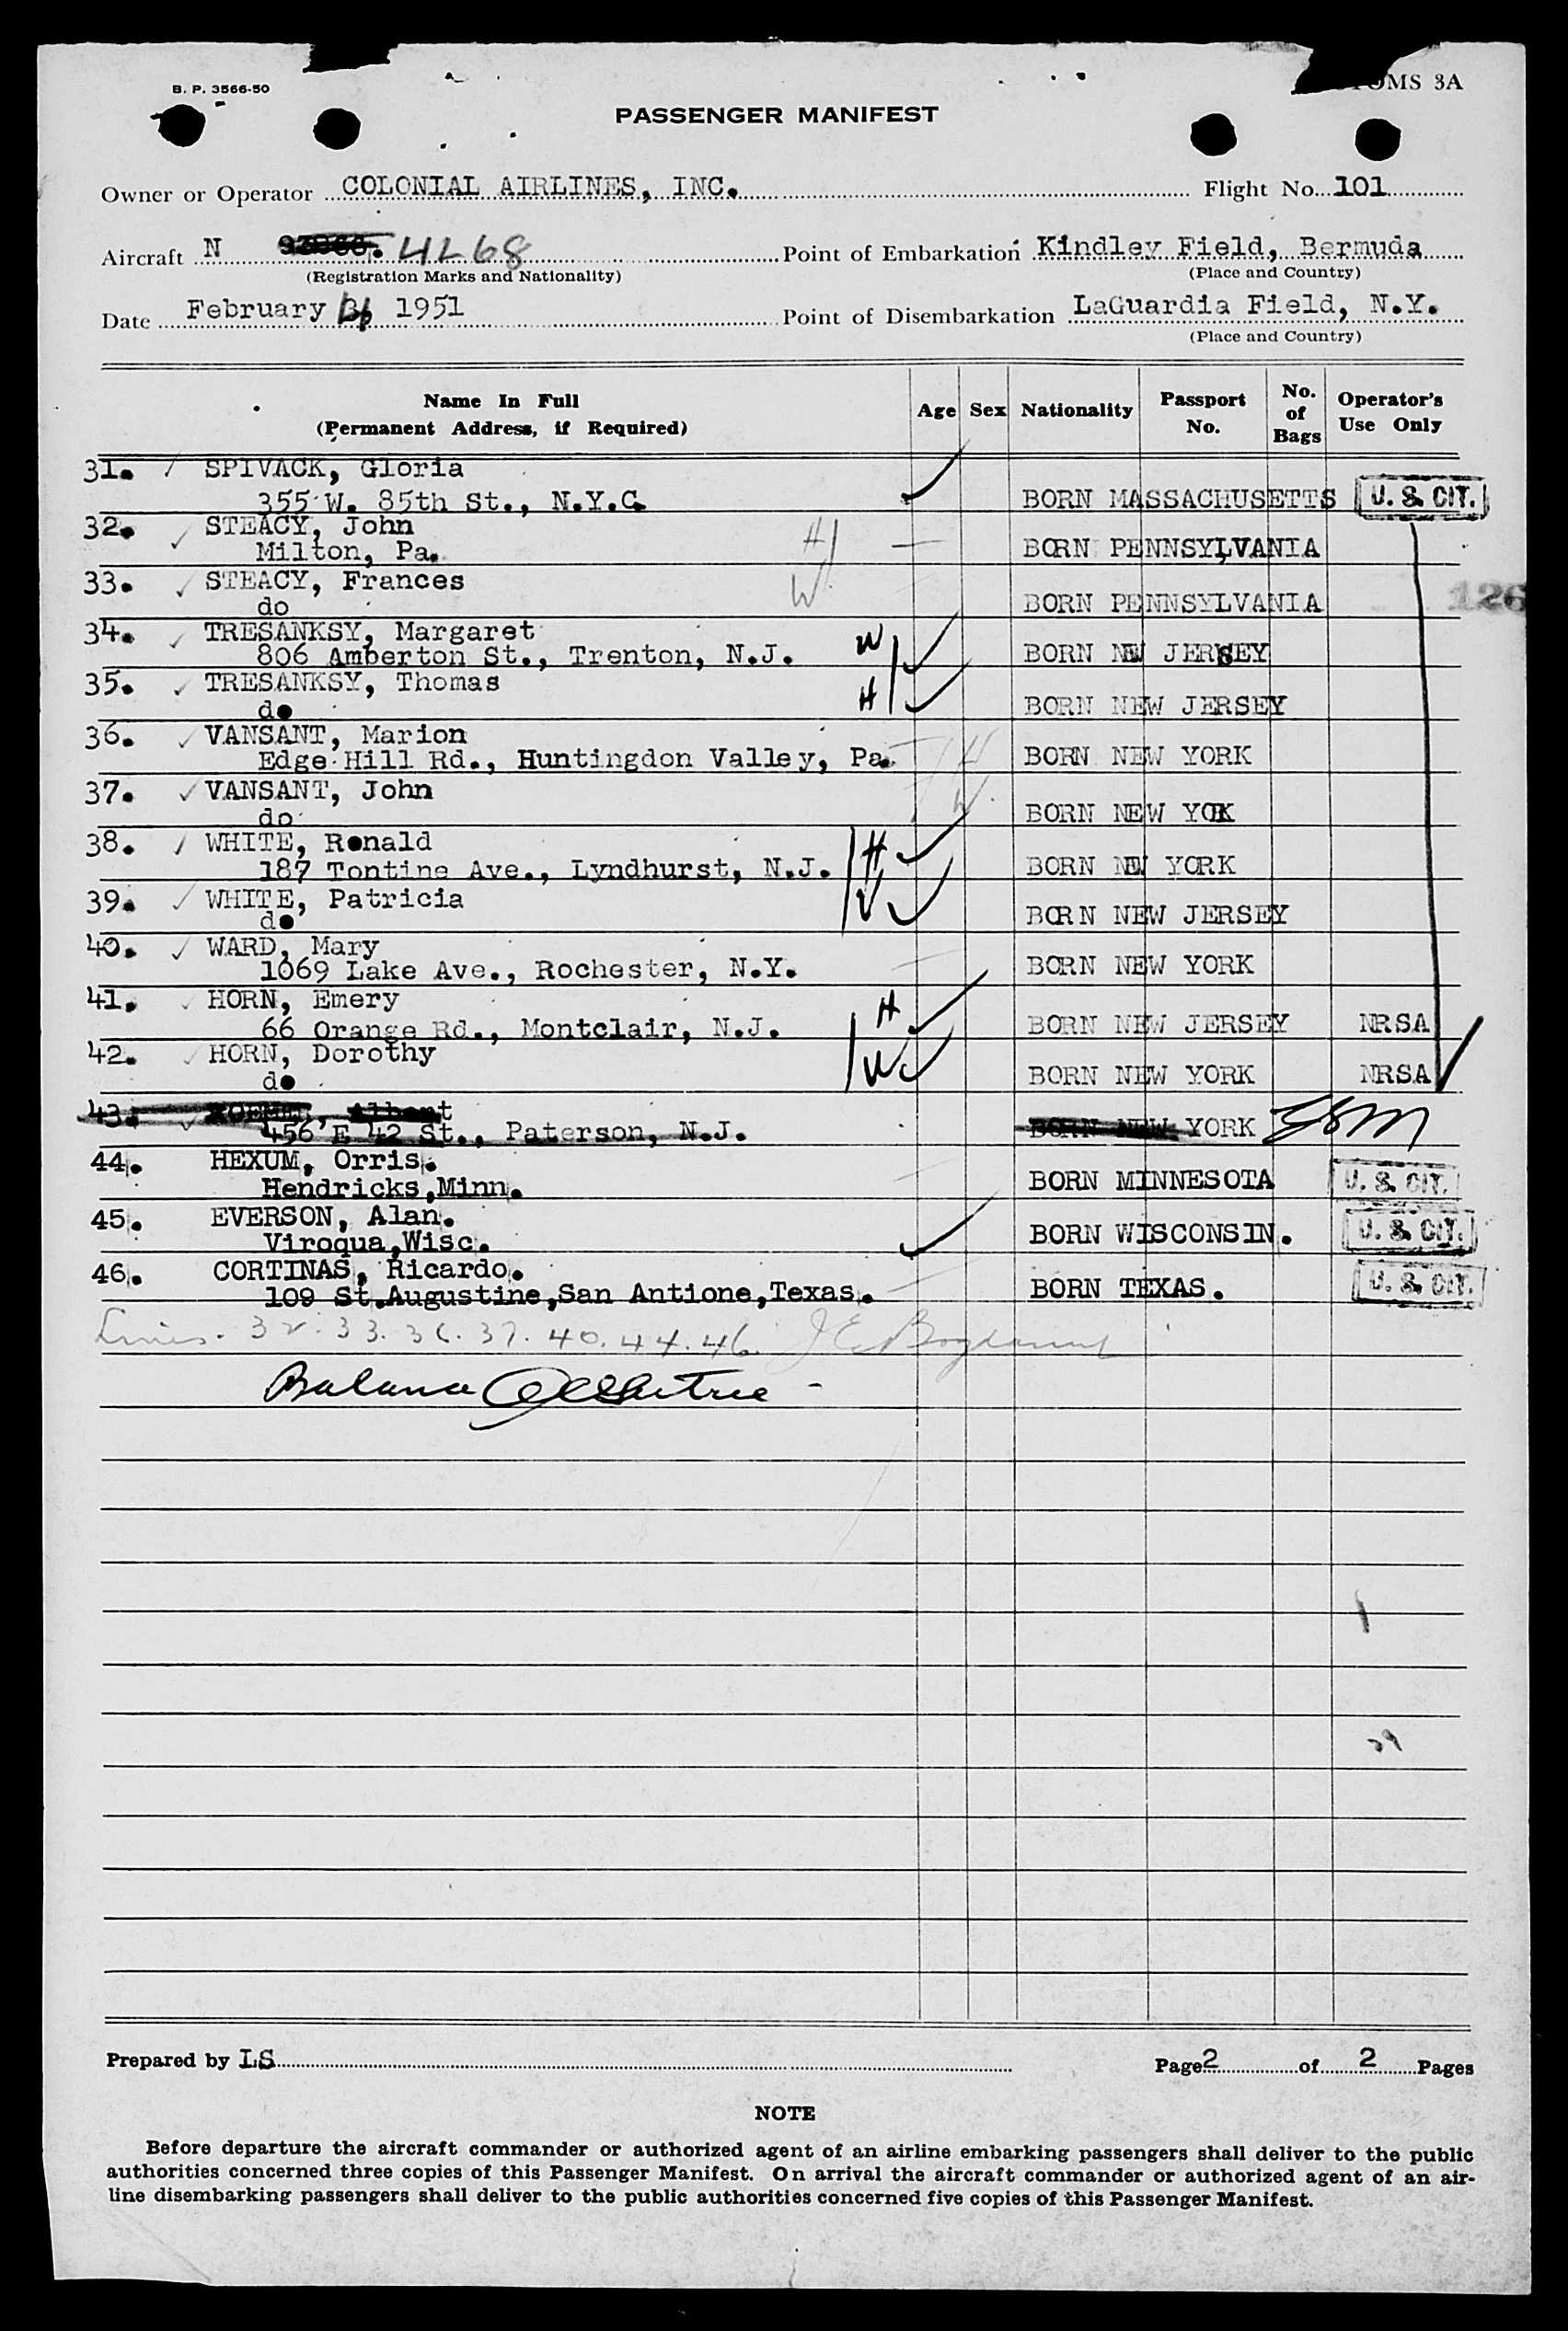 B. P. 3566-50
OMS 3A
PASSENGER MANIFEST
Owner or Operator COLONIAL AIRLINES, INC. Flight No. 101
Aircraft N Point of Embarkation Kindley Field, Bermuda
(Registration Marks and Nationality) (Place and Country)
Date February 1951 Point of Disembarkation LaGuardia Field, N.Y.
(Place and Country)
Name In Full
(Permanent Address, if Required)
Age Sex Nationality Passport No. No. of Bags Operator's Use Only
31. SPIVACK, Gloria
355 W. 85th St., N.Y.C. BORN MASSACHUSETTS U. S. CIT.
32. STEACY, John H
Milton, Pa. BORN PENNSYLVANIA
33. STEACY, Frances W 126
do BORN PENNSYLVANIA
34. TRESANKSY, Margaret W
806 Amberton St., Trenton, N.J. BORN NEW JERSEY
35. TRESANKSY, Thomas H
do BORN NEW JERSEY
36. VANSANT, Marion H
Edge Hill Rd., Huntingdon Valley, Pa. BORN NEW YORK
37. VANSANT, John W
do BORN NEW YOK
38. WHITE, Ronald H
187 Tontine Ave., Lyndhurst, N.J. BORN NEW YORK
39. WHITE, Patricia W
do BORN NEW JERSEY
40. WARD, Mary
1069 Lake Ave., Rochester, N.Y. BORN NEW YORK
41. HORN, Emery H
66 Orange Rd., Montclair, N.J. BORN NEW JERSEY NRSA
42. HORN, Dorothy W
do BORN NEW YORK NRSA
43. Albert
456 E 42 St., Paterson, N.J. BORN NEW YORK
44. HEXUM, Orris.
Hendricks,Minn. BORN MINNESOTA U. S. CIT.
45. EVERSON, Alan.
Viroqua,Wisc. BORN WISCONSIN. U. S. CIT.
46. CORTINAS, Ricardo.
109 St.Augustine,San Antione,Texas. BORN TEXAS. U. S. CIT.
Lines. 32. 33. 36. 37. 40. 44. 46.
Balance
Prepared by LS Page 2 of 2 Pages
NOTE
Before departure the aircraft commander or authorized agent of an airline embarking passengers shall deliver to the public
authorities concerned three copies of this Passenger Manifest. On arrival the aircraft commander or authorized agent of an air-
line disembarking passengers shall deliver to the public authorities concerned five copies of this Passenger Manifest.